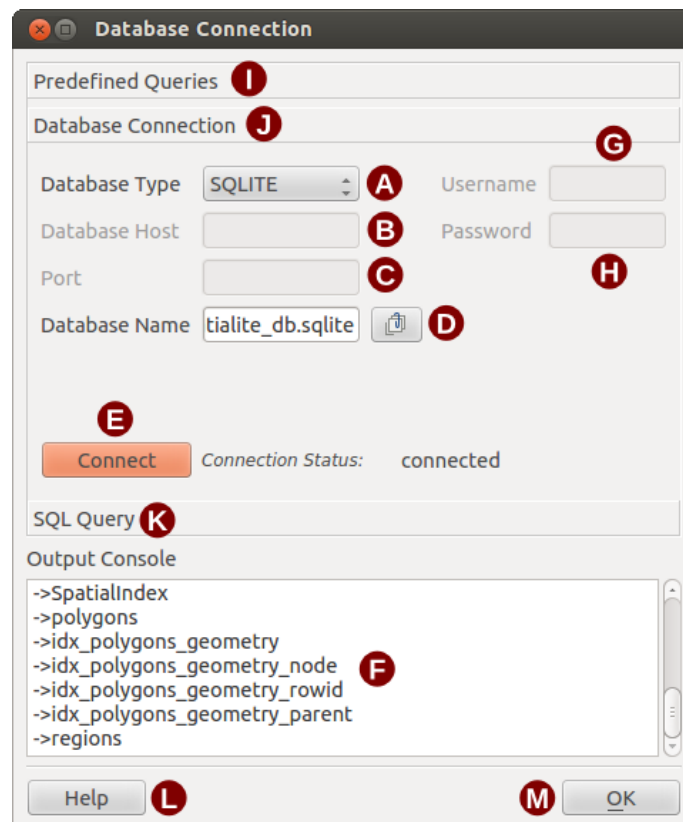 Database Connection
Predefined Queries I
Database Connection J
G
Database Type SQLITE A Username
Database Host B Password
Port C H
Database Name tialite_db.sqlite D
E
Connect Connection Status: connected
SQL Query K
Output Console
->SpatialIndex
->polygons
->idx_polygons_geometry
->idx_polygons_geometry_node F
->idx_polygons_geometry_rowid
->idx_polygons_geometry_parent
->regions
Help L M OK